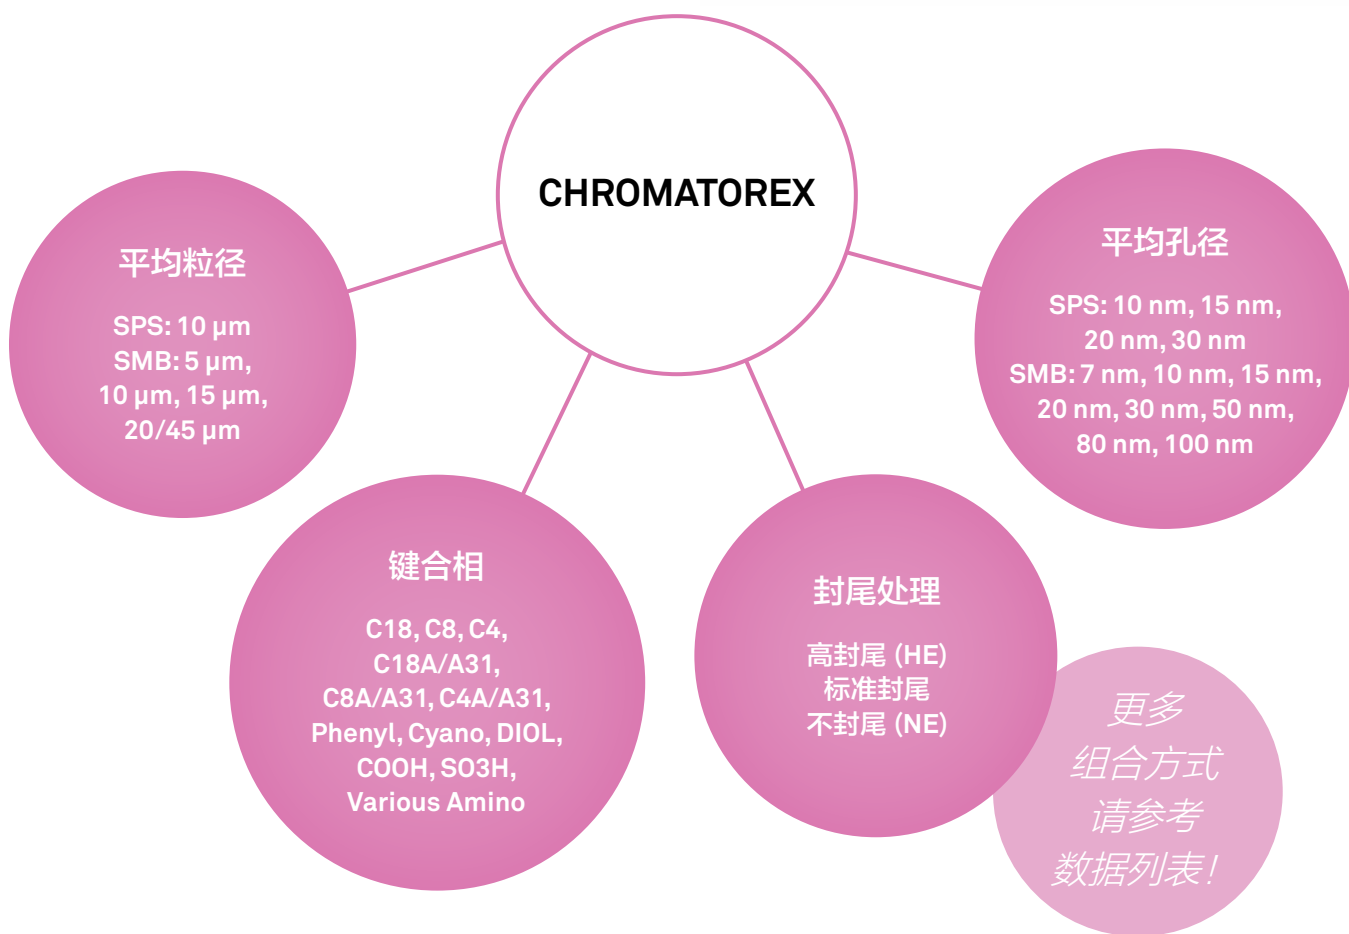 CHROMATOREX
平均粒径
SPS: 10 µm
SMB: 5 µm,
10 µm, 15 µm,
20/45 µm
平均孔径
SPS: 10 nm, 15 nm,
20 nm, 30 nm
SMB: 7 nm, 10 nm, 15 nm,
20 nm, 30 nm, 50 nm,
80 nm, 100 nm
键合相
C18, C8, C4,
C18A/A31,
C8A/A31, C4A/A31,
Phenyl, Cyano, DIOL,
COOH, SO3H,
Various Amino
封尾处理
高封尾 (HE)
标准封尾
不封尾 (NE)
更多
组合方式
请参考
数据列表!